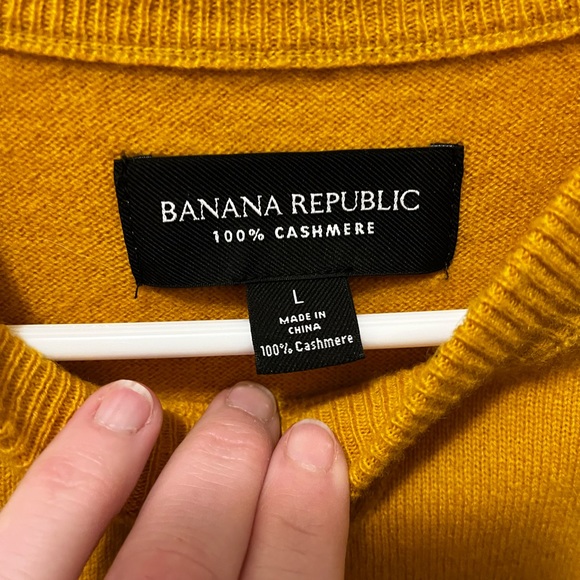 BANANA REPUBLIC
100% CASHMERE
L
MADE IN
CHINA
100% Cashmere